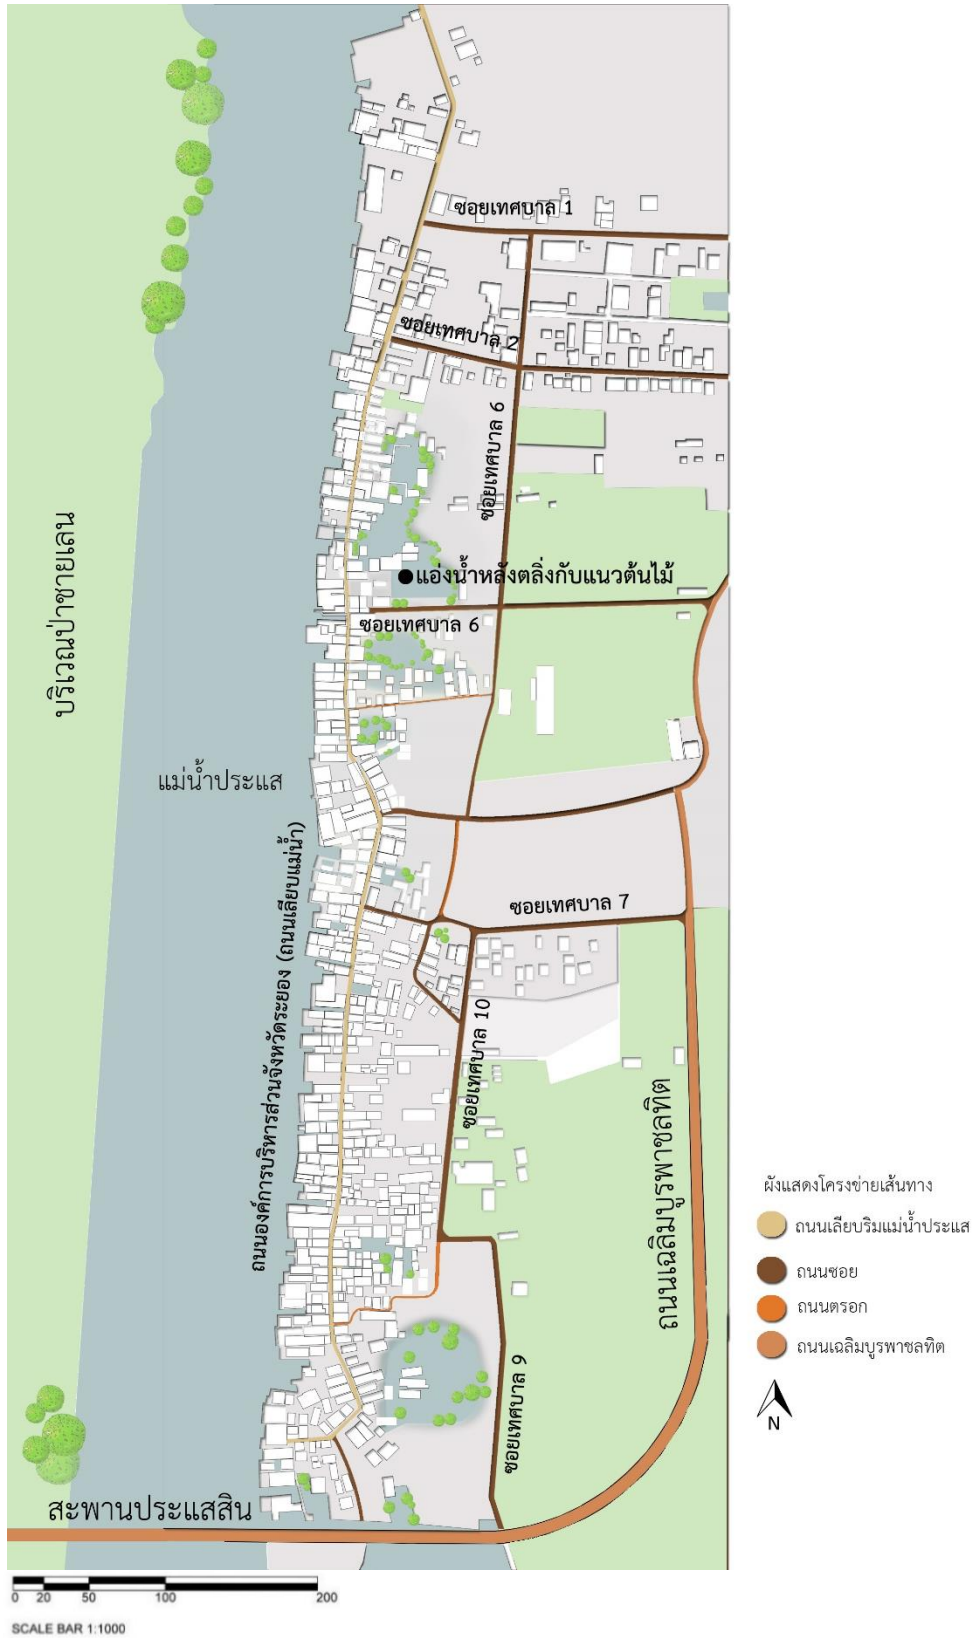 ซอยเทศบาล 1
ซอยเทศบาล 2
ซอยเทศบาล 6
แอ่งน้ำหลังตลิ่งกับแนวต้นไม้
ซอยเทศบาล 6
บริเวณป่าชายเลน
แม่น้ำประแส
ถนนองค์การบริหารส่วนจังหวัดระยอง (ถนนเลียบแม่น้ำ)
ซอยเทศบาล 7
ซอยเทศบาล 10
ถนนเฉลิมบูรพาชลทิต
ซอยเทศบาล 9
สะพานประแสสิน
ผังแสดงโครงข่ายเส้นทาง
ถนนเลียบริมแม่น้ำประแส
ถนนซอย
ถนนตรอก
ถนนเฉลิมบูรพาชลทิต
N
0 20 50 100 200
SCALE BAR 1:1000